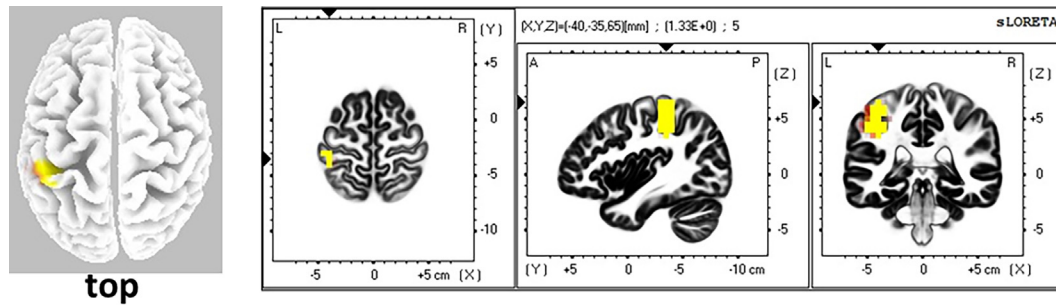 (X,Y,Z)=(-40,-35,65)[mm] ; (1.33E+0) ; 5
sLORETA
L R (Y)
+5
0
-5
-10
-5 0 +5 cm (X)
A P (Z)
+5
0
-5
(Y) +5 0 -5 -10 cm
L R (Z)
+5
0
-5
-5 0 +5 cm (X)
top